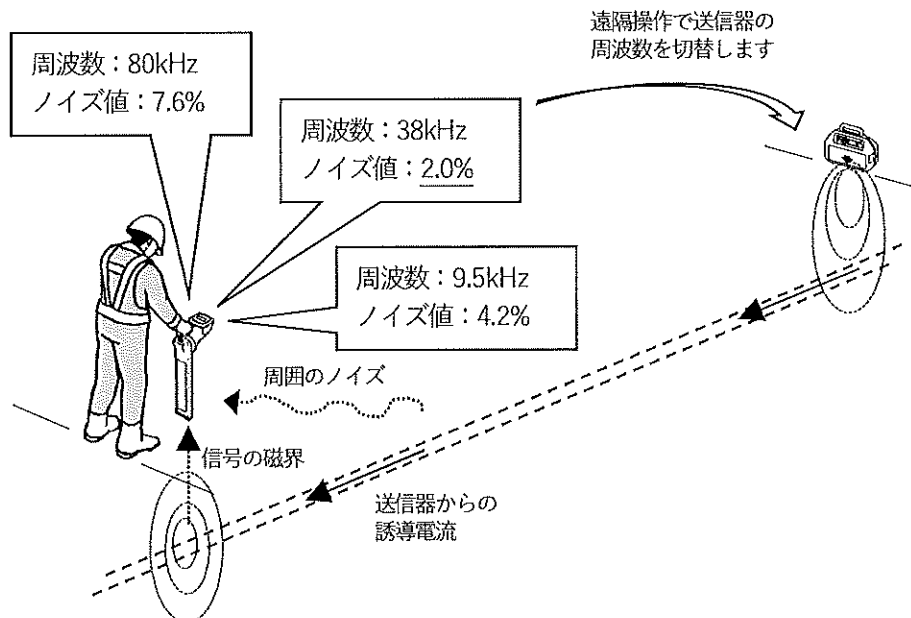 遠隔操作で送信器の
周波数を切替します
周波数：80kHz
ノイズ値：7.6%
周波数：38kHz
ノイズ値：2.0%
周波数：9.5kHz
ノイズ値：4.2%
周囲のノイズ
信号の磁界
送信器からの
誘導電流